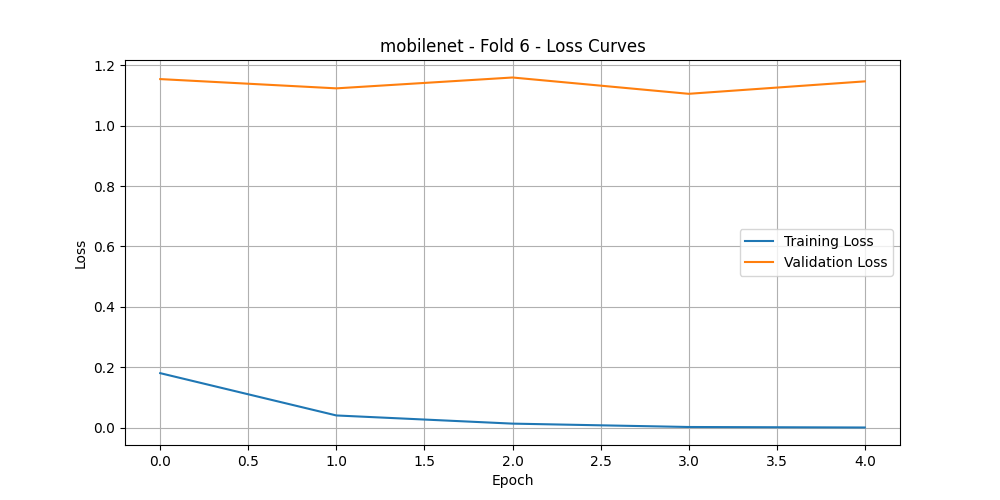 mobilenet - Fold 6 - Loss Curves
1.2
1.0
0.8
0.6
0.4
0.2
0.0
Loss
Training Loss
Validation Loss
0.0 0.5 1.0 1.5 2.0 2.5 3.0 3.5 4.0
Epoch